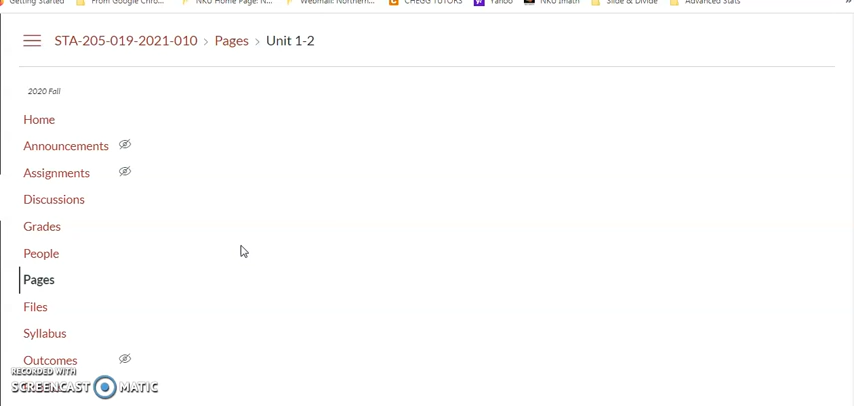 Getting Started From Google Chro... NKU Home Page: N... Webmail: Northern... CHEGG TUTORS Yahoo NKU Imath Slide & Divide Advanced Stats »
STA-205-019-2021-010 > Pages > Unit 1-2
2020 Fall
Home
Announcements
Assignments
Discussions
Grades
People
Pages
Files
Syllabus
Outcomes
RECORDED WITH
SCREENCAST MATIC